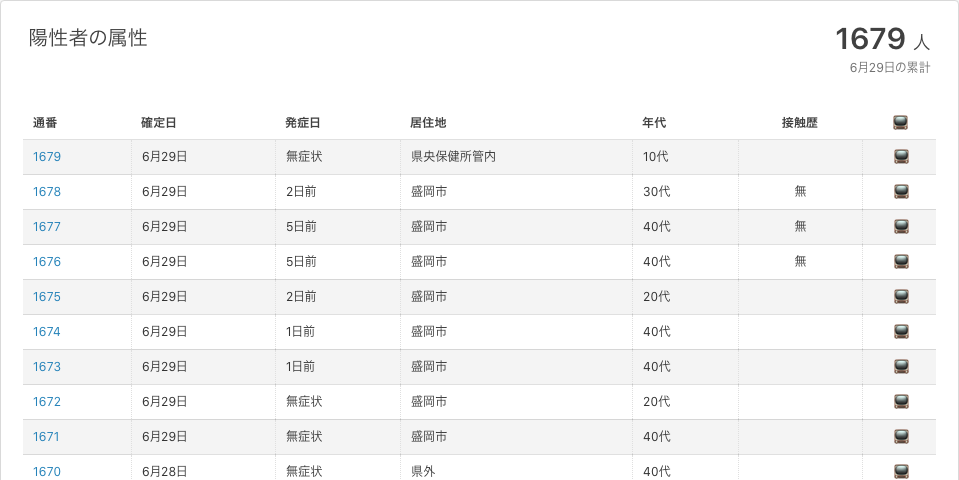 陽性者の属性
1679 人
6月29日の累計
通番 確定日 発症日 居住地 年代 接触歴
1679 6月29日 無症状 県央保健所管内 10代
1678 6月29日 2日前 盛岡市 30代 無
1677 6月29日 5日前 盛岡市 40代 無
1676 6月29日 5日前 盛岡市 40代 無
1675 6月29日 2日前 盛岡市 20代
1674 6月29日 1日前 盛岡市 40代
1673 6月29日 1日前 盛岡市 40代
1672 6月29日 無症状 盛岡市 20代
1671 6月29日 無症状 盛岡市 40代
1670 6月28日 無症状 県外 40代